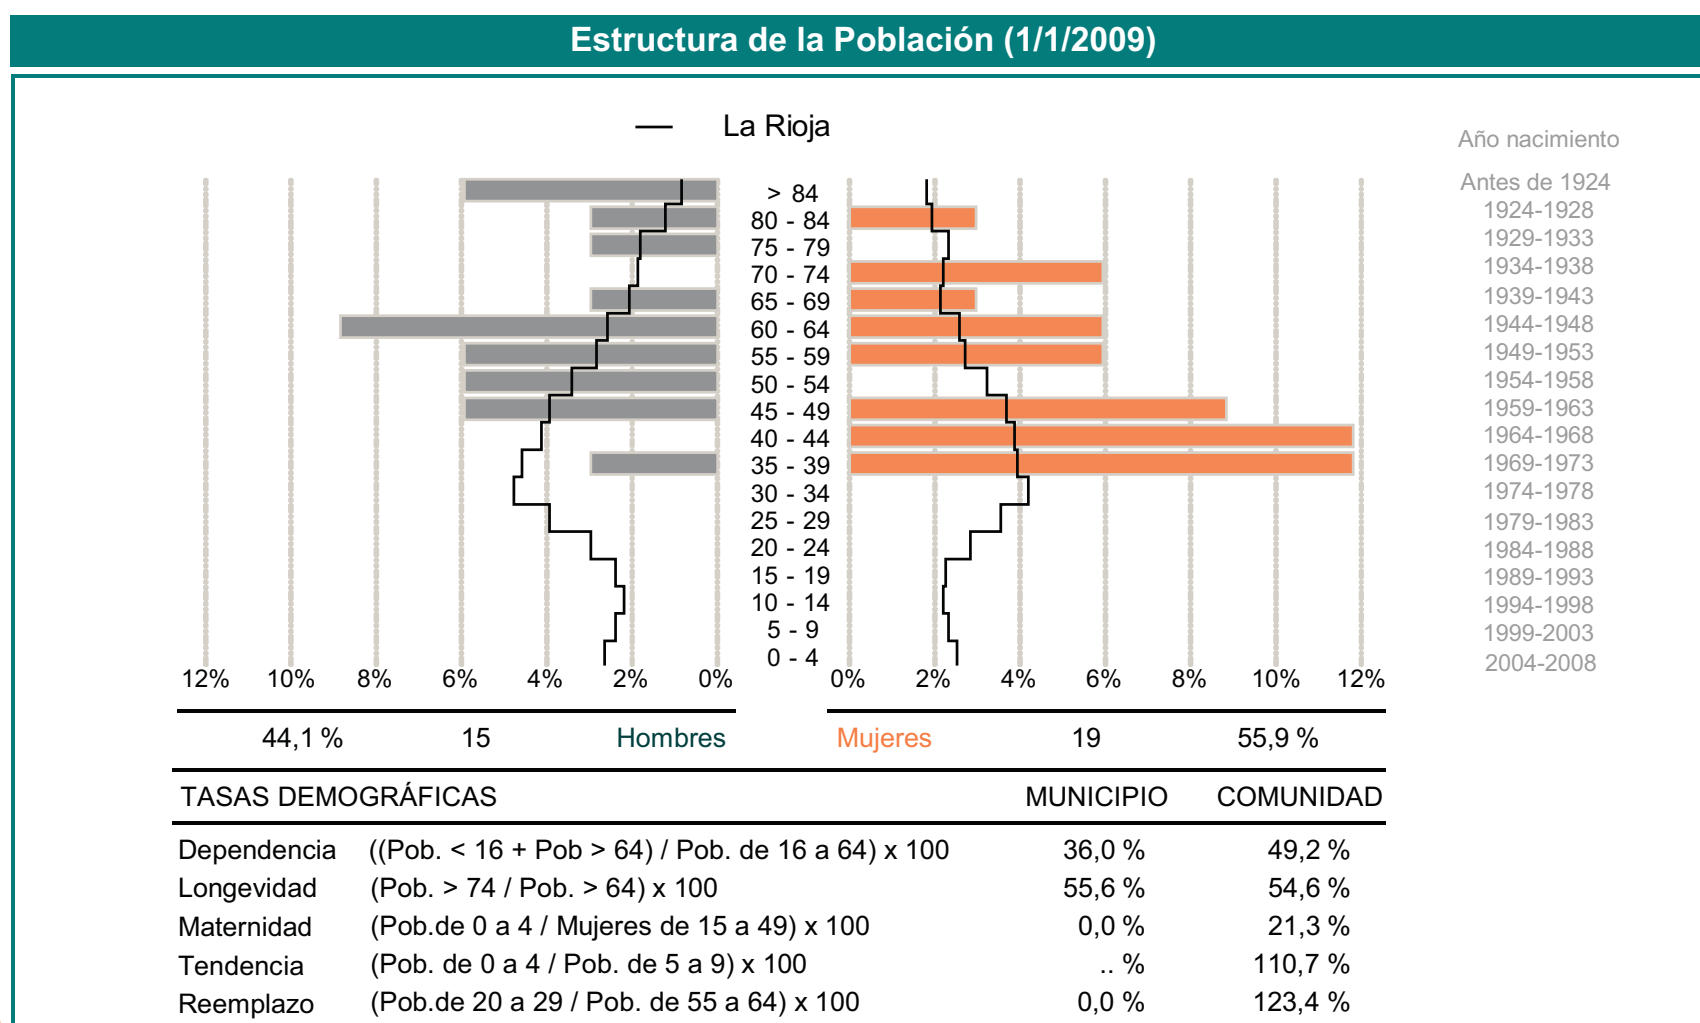 Estructura de la Población (1/1/2009)
La Rioja
Año nacimiento
> 84 Antes de 1924
80 - 84 1924-1928
75 - 79 1929-1933
70 - 74 1934-1938
65 - 69 1939-1943
60 - 64 1944-1948
55 - 59 1949-1953
50 - 54 1954-1958
45 - 49 1959-1963
40 - 44 1964-1968
35 - 39 1969-1973
30 - 34 1974-1978
25 - 29 1979-1983
20 - 24 1984-1988
15 - 19 1989-1993
10 - 14 1994-1998
5 - 9 1999-2003
0 - 4 2004-2008
12% 10% 8% 6% 4% 2% 0% 0% 2% 4% 6% 8% 10% 12%
44,1 % 15 Hombres Mujeres 19 55,9 %
TASAS DEMOGRÁFICAS MUNICIPIO COMUNIDAD
Dependencia ((Pob. < 16 + Pob > 64) / Pob. de 16 a 64) x 100 36,0 % 49,2 %
Longevidad (Pob. > 74 / Pob. > 64) x 100 55,6 % 54,6 %
Maternidad (Pob.de 0 a 4 / Mujeres de 15 a 49) x 100 0,0 % 21,3 %
Tendencia (Pob. de 0 a 4 / Pob. de 5 a 9) x 100 .. % 110,7 %
Reemplazo (Pob.de 20 a 29 / Pob. de 55 a 64) x 100 0,0 % 123,4 %